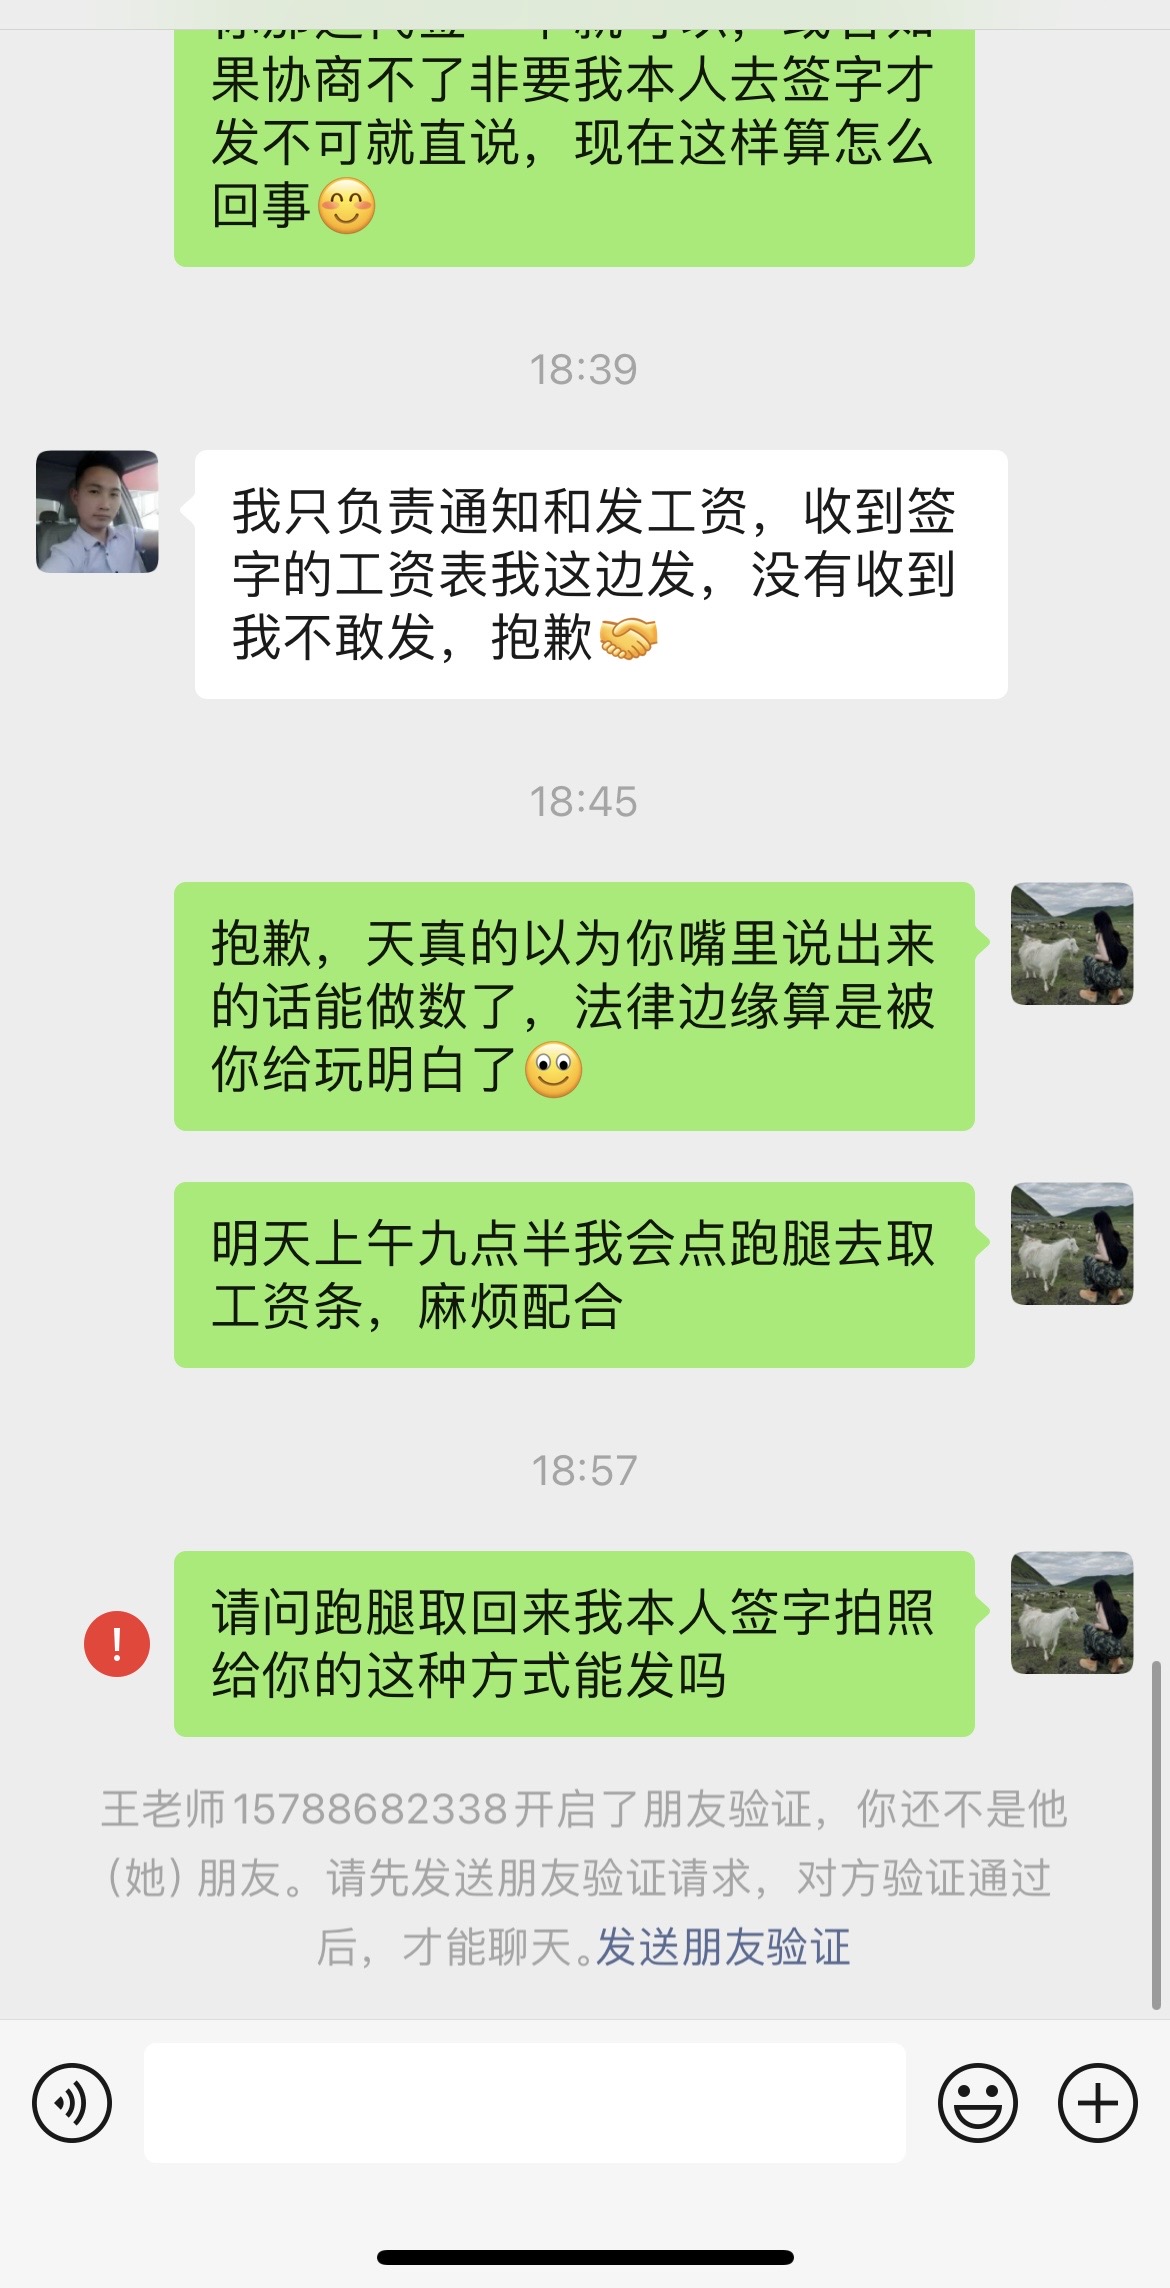 果协商不了非要我本人去签字才
发不可就直说，现在这样算怎么
回事😊
18:39
我只负责通知和发工资，收到签
字的工资表我这边发，没有收到
我不敢发，抱歉🤝
18:45
抱歉，天真的以为你嘴里说出来
的话能做数了，法律边缘算是被
你给玩明白了
明天上午九点半我会点跑腿去取
工资条，麻烦配合
18:57
请问跑腿取回来我本人签字拍照
给你的这种方式能发吗
王老师15788682338开启了朋友验证，你还不是他
（她）朋友。请先发送朋友验证请求，对方验证通过
后，才能聊天。发送朋友验证